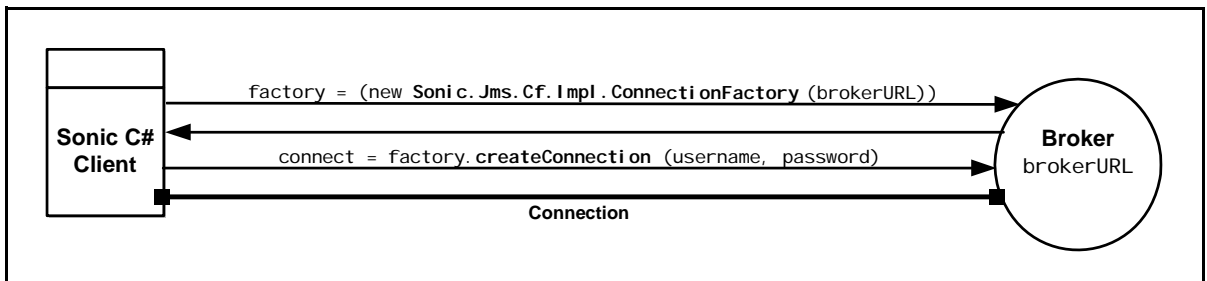 factory = (new Sonic.Jms.Cf.Impl.ConnectionFactory (brokerURL))
Sonic C#
Client
connect = factory.createConnection (username, password)
Broker
brokerURL
Connection